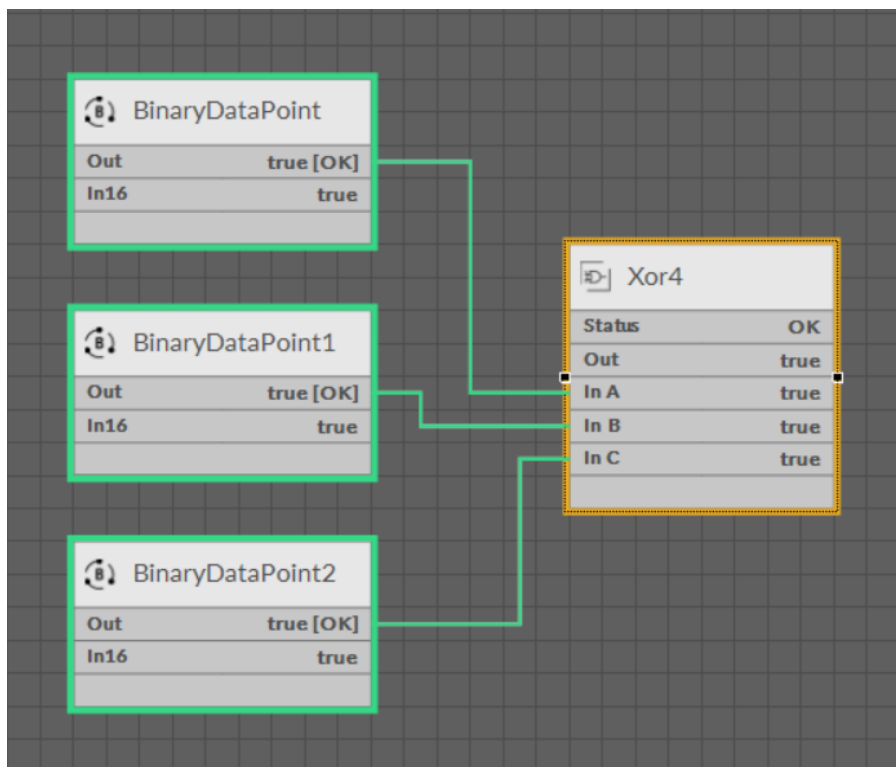 BinaryDataPoint
Out true [OK]
In16 true
BinaryDataPoint1
Out true [OK]
In16 true
BinaryDataPoint2
Out true [OK]
In16 true
Xor4
Status OK
Out true
In A true
In B true
In C true